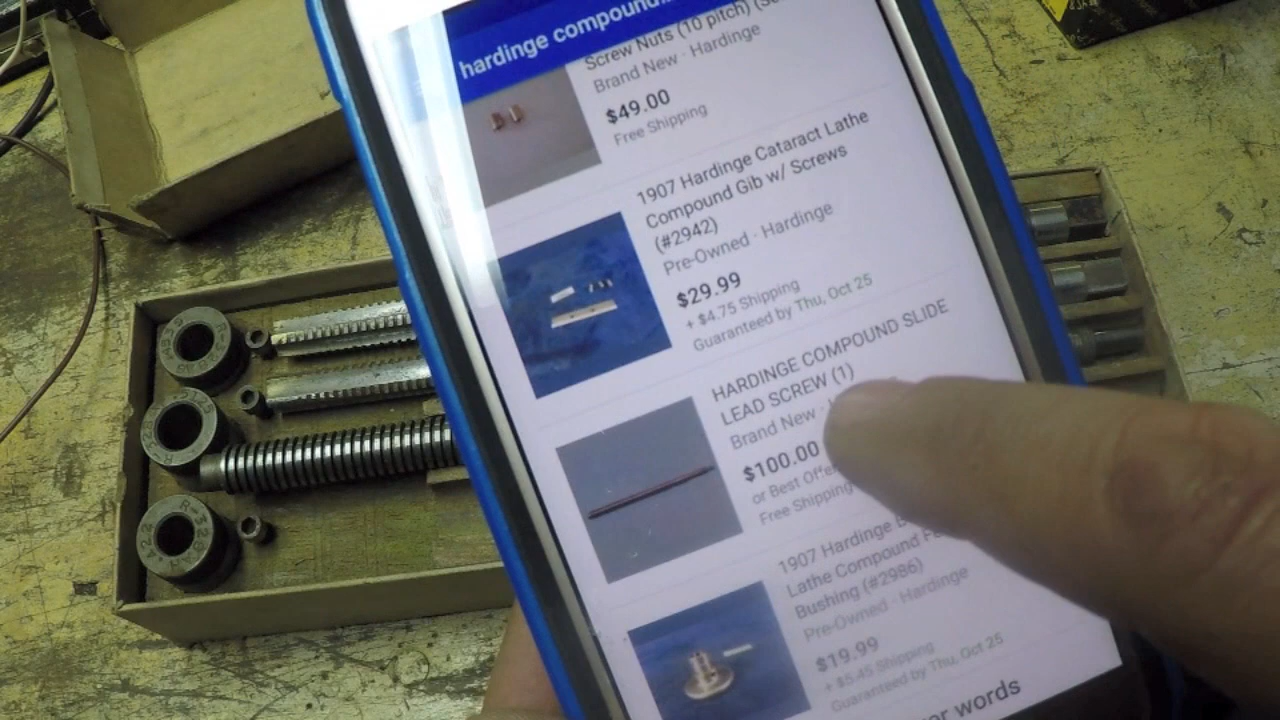 hardinge compound...
Screw Nuts (10 pitch)
Brand New · Hardinge
$49.00
Free Shipping
1907 Hardinge Cataract Lathe
Compound Gib w/ Screws
(#2942)
Pre-Owned · Hardinge
$29.99
+ $4.75 Shipping
Guaranteed by Thu, Oct 25
HARDINGE COMPOUND SLIDE
LEAD SCREW (1)
Brand New ·
$100.00
or Best Offer
Free Shipping
1907 Hardinge
Lathe Compound
Bushing (#2986)
Pre-Owned · Hardinge
$19.99
+ $5.45 Shipping
Guaranteed by Thu, Oct 25
words